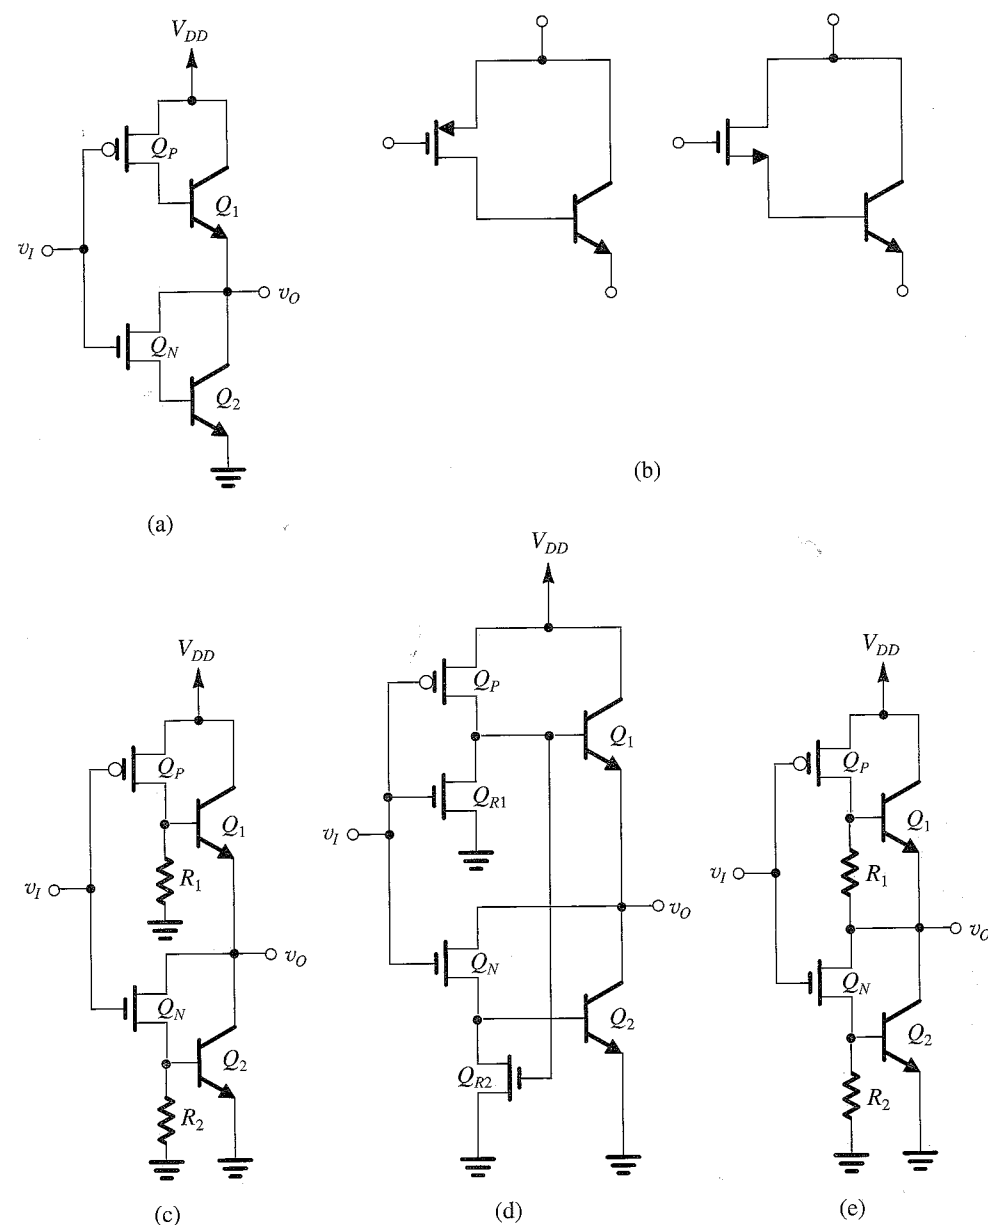 V_DD
Q_P
Q_1
v_I
v_O
Q_N
Q_2
(a)
(b)
V_DD
Q_P
Q_1
R_1
v_I
v_O
Q_N
Q_2
R_2
(c)
V_DD
Q_P
Q_1
Q_R1
v_I
v_O
Q_N
Q_2
Q_R2
(d)
V_DD
Q_P
Q_1
v_I
R_1
v_O
Q_N
Q_2
R_2
(e)